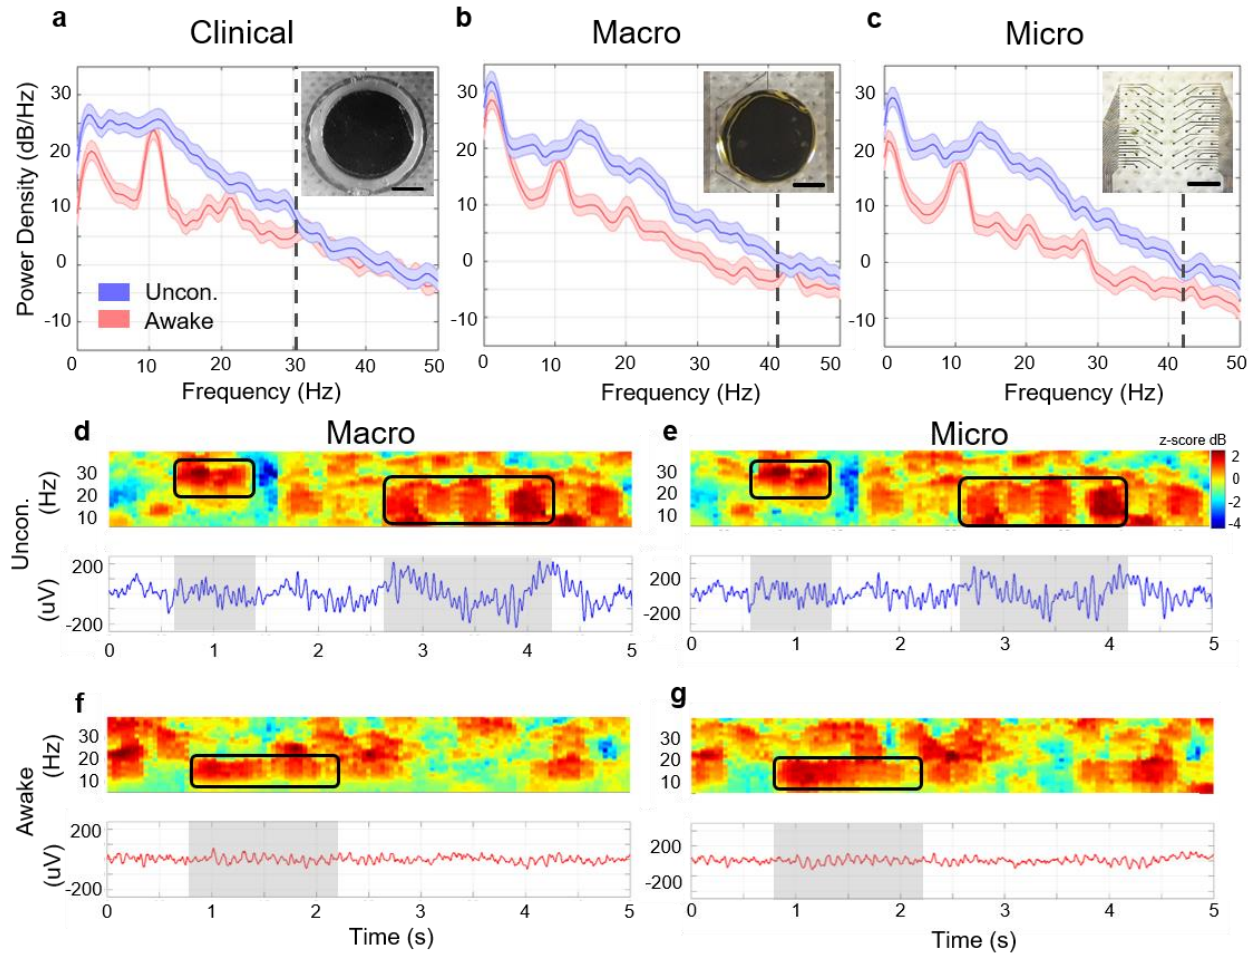 a
Clinical
b
Macro
c
Micro
Power Density (dB/Hz)
30
20
10
0
-10
Uncon.
Awake
0 10 20 30 40 50
Frequency (Hz)
30
20
10
0
-10
0 10 20 30 40 50
Frequency (Hz)
30
20
10
0
-10
0 10 20 30 40 50
Frequency (Hz)
d
Macro
e
Micro
z-score dB
2
0
-2
-4
Uncon.
(Hz)
30
20
10
30
20
10
(uV)
200
-200
0 1 2 3 4 5
200
-200
0 1 2 3 4 5
f
g
Awake
(Hz)
30
20
10
30
20
10
(uV)
200
-200
0 1 2 3 4 5
Time (s)
200
-200
0 1 2 3 4 5
Time (s)